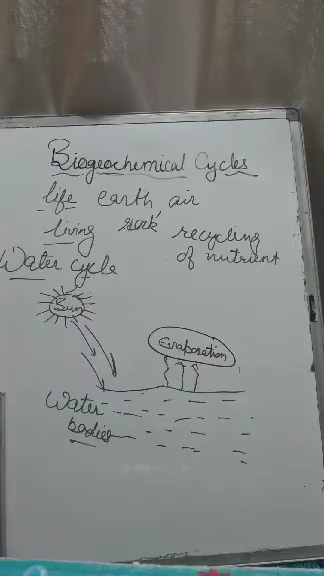 Biogeochemical Cycles
life earth air
living rock recycling
of nutrient
Water cycle
Sun
Evaporation
Water
bodies